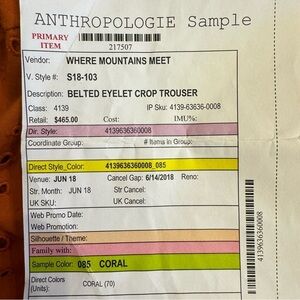 ANTHROPOLOGIE Sample
PRIMARY ITEM
217507
Vendor: WHERE MOUNTAINS MEET
V. Style #: S18-103
Description: BELTED EYELET CROP TROUSER
Class: 4139 IP Sku: 4139-63636-0008
Retail: $465.00 Cost: IMU%:
Dir. Style: 4139636360008
Coordinate Group: # Items in Group:
Direct Style_Color: 4139636360008_085
Venue: JUN 18 Cancel Gap: 6/14/2018 Reno:
Str. Month: JUN 18 Str Cancel:
UK SKU: UK Cancel:
Web Promo Date:
Web Promotion:
Silhouette / Theme:
Family with:
Sample Color: 085 CORAL
Direct Colors (Units): CORAL (70)
4139636360008